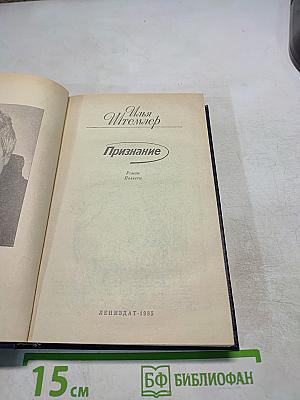 Илья
Штемлер
Признание
Роман
Повести
ЛЕНИЗДАТ·1985
15 см
БФ БИБЛИОФАН